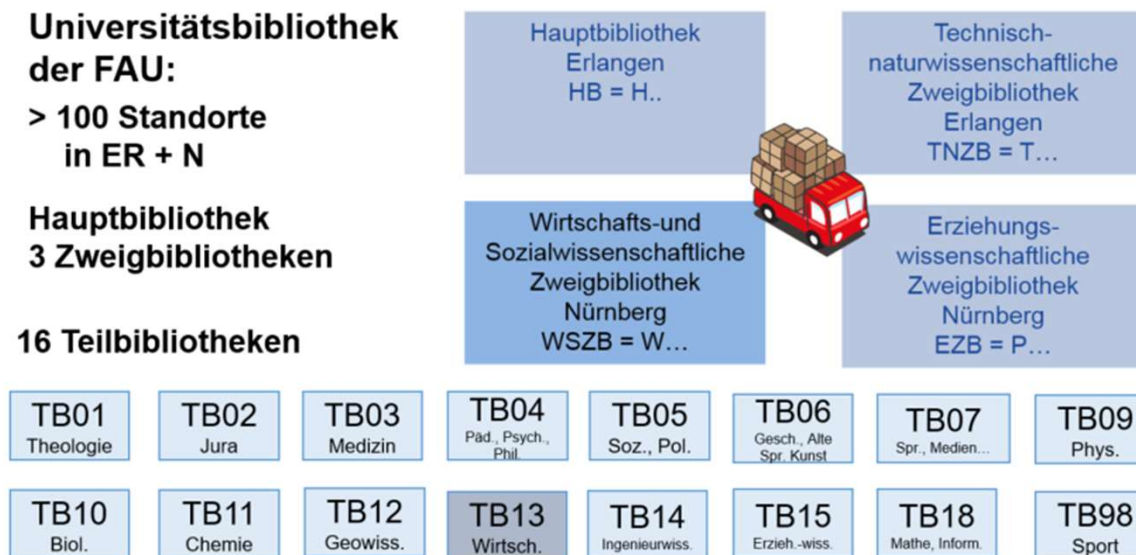 Universitätsbibliothek
der FAU:
> 100 Standorte
in ER + N
Hauptbibliothek
3 Zweigbibliotheken
16 Teilbibliotheken
Hauptbibliothek
Erlangen
HB = H..
Technisch-
naturwissenschaftliche
Zweigbibliothek
Erlangen
TNZB = T...
Wirtschafts-und
Sozialwissenschaftliche
Zweigbibliothek
Nürnberg
WSZB = W...
Erziehungs-
wissenschaftliche
Zweigbibliothek
Nürnberg
EZB = P...
TB01
Theologie
TB02
Jura
TB03
Medizin
TB04
Päd., Psych.,
Phil.
TB05
Soz., Pol.
TB06
Gesch., Alte
Spr. Kunst
TB07
Spr., Medien...
TB09
Phys.
TB10
Biol.
TB11
Chemie
TB12
Geowiss.
TB13
Wirtsch.
TB14
Ingenieurwiss.
TB15
Erzieh.-wiss.
TB18
Mathe, Inform.
TB98
Sport